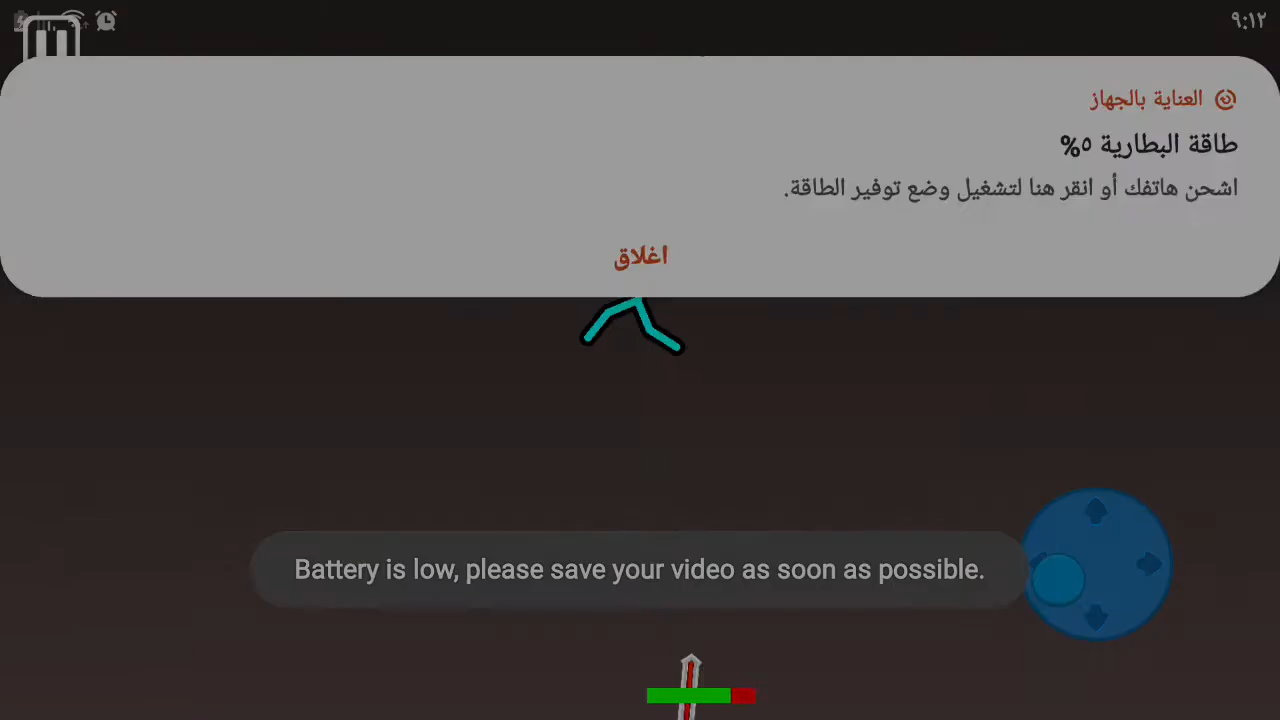 ٩:١٢
العناية بالجهاز
طاقة البطارية ٥%
اشحن هاتفك أو انقر هنا لتشغيل وضع توفير الطاقة.
اغلاق
Battery is low, please save your video as soon as possible.